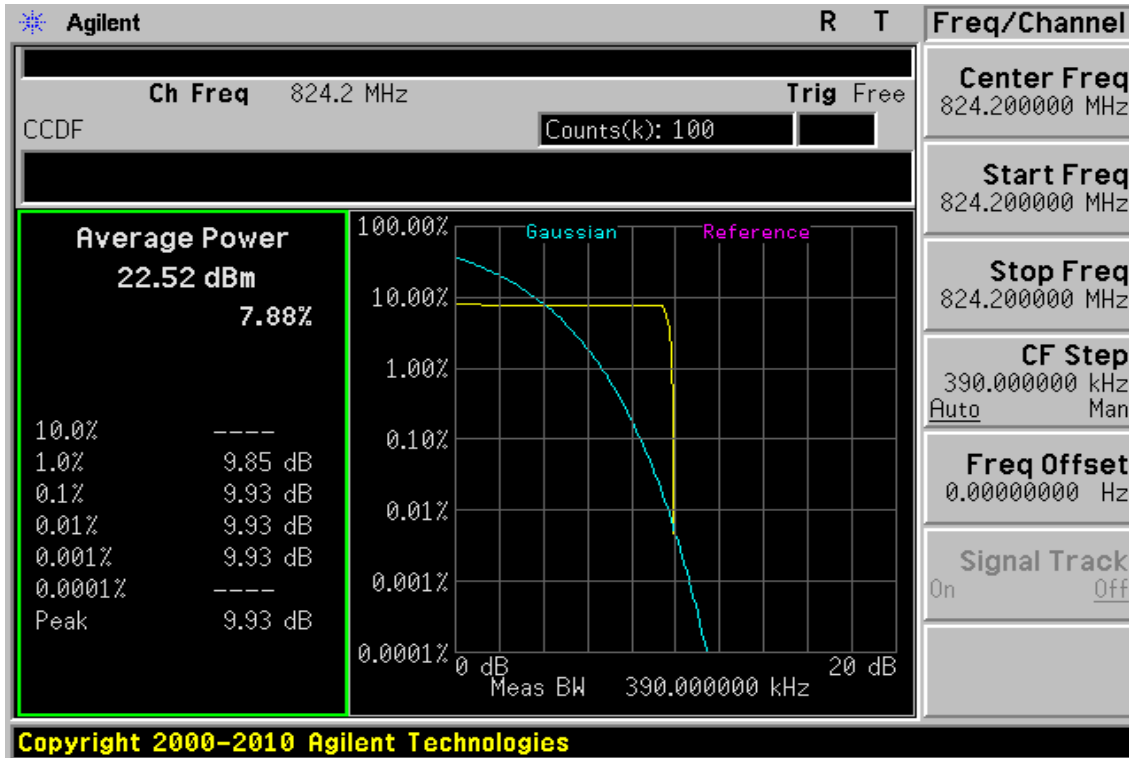 Agilent R T
Ch Freq 824.2 MHz Trig Free
CCDF Counts(k): 100
Average Power
22.52 dBm
7.88%
10.0% ----
1.0% 9.85 dB
0.1% 9.93 dB
0.01% 9.93 dB
0.001% 9.93 dB
0.0001% ----
Peak 9.93 dB
Gaussian Reference
100.00%
10.00%
1.00%
0.10%
0.01%
0.001%
0.0001%
0 dB 20 dB
Meas BW 390.000000 kHz
Freq/Channel
Center Freq
824.200000 MHz
Start Freq
824.200000 MHz
Stop Freq
824.200000 MHz
CF Step
390.000000 kHz
Auto Man
Freq Offset
0.00000000 Hz
Signal Track
On Off
Copyright 2000-2010 Agilent Technologies